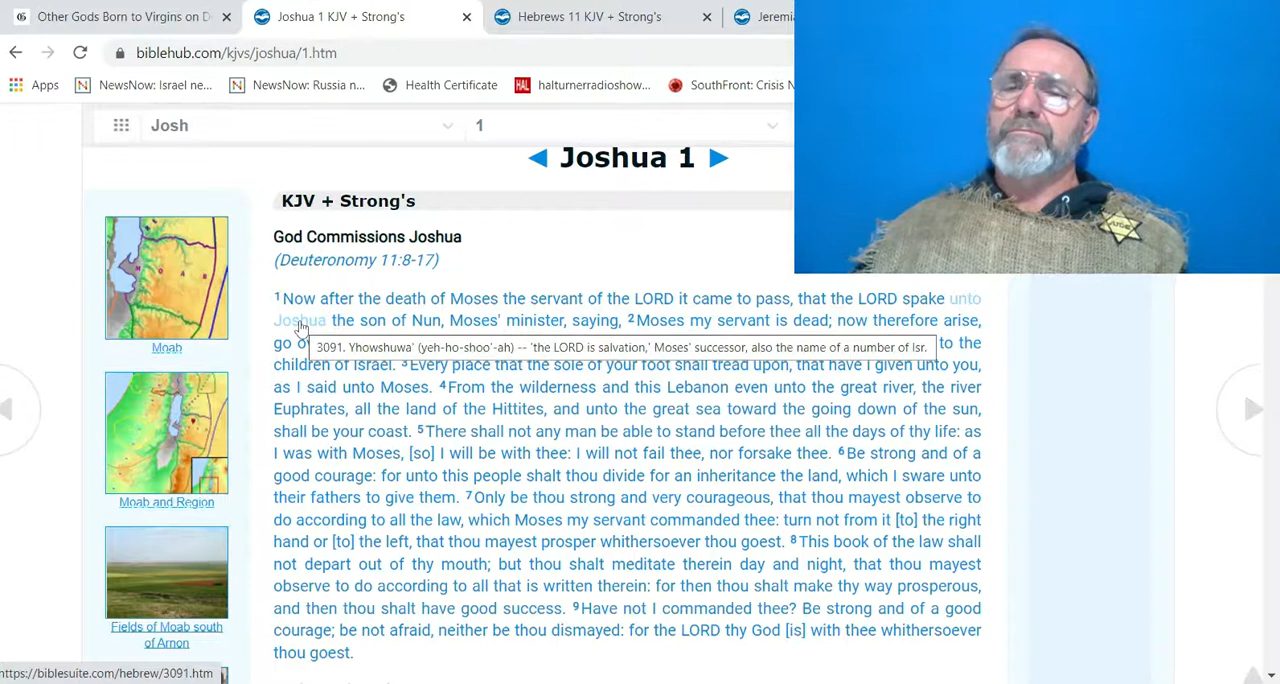 Other Gods Born to Virgins on D
Joshua 1 KJV + Strong's
Hebrews 11 KJV + Strong's
Jeremia
biblehub.com/kjvs/joshua/1.htm
Apps
NewsNow: Israel ne...
NewsNow: Russia n...
Health Certificate
HAL
halturnerradioshow...
SouthFront: Crisis N
Josh
1
Joshua 1
KJV + Strong's
God Commissions Joshua
(Deuteronomy 11:8-17)
1Now after the death of Moses the servant of the LORD it came to pass, that the LORD spake unto
Joshua the son of Nun, Moses' minister, saying, 2Moses my servant is dead; now therefore arise,
go
to the
3091. Yhowshuwa' (yeh-ho-shoo'-ah) -- 'the LORD is salvation,' Moses' successor, also the name of a number of Isr.
children of Israel. 3Every place that the sole of your foot shall tread upon, that have I given unto you,
as I said unto Moses. 4From the wilderness and this Lebanon even unto the great river, the river
Euphrates, all the land of the Hittites, and unto the great sea toward the going down of the sun,
shall be your coast. 5There shall not any man be able to stand before thee all the days of thy life: as
I was with Moses, [so] I will be with thee: I will not fail thee, nor forsake thee. 6Be strong and of a
good courage: for unto this people shalt thou divide for an inheritance the land, which I sware unto
their fathers to give them. 7Only be thou strong and very courageous, that thou mayest observe to
do according to all the law, which Moses my servant commanded thee: turn not from it [to] the right
hand or [to] the left, that thou mayest prosper whithersoever thou goest. 8This book of the law shall
not depart out of thy mouth; but thou shalt meditate therein day and night, that thou mayest
observe to do according to all that is written therein: for then thou shalt make thy way prosperous,
and then thou shalt have good success. 9Have not I commanded thee? Be strong and of a good
courage; be not afraid, neither be thou dismayed: for the LORD thy God [is] with thee whithersoever
thou goest.
MOAB
Moab
Moab and Region
Fields of Moab south
of Arnon
https://biblesuite.com/hebrew/3091.htm